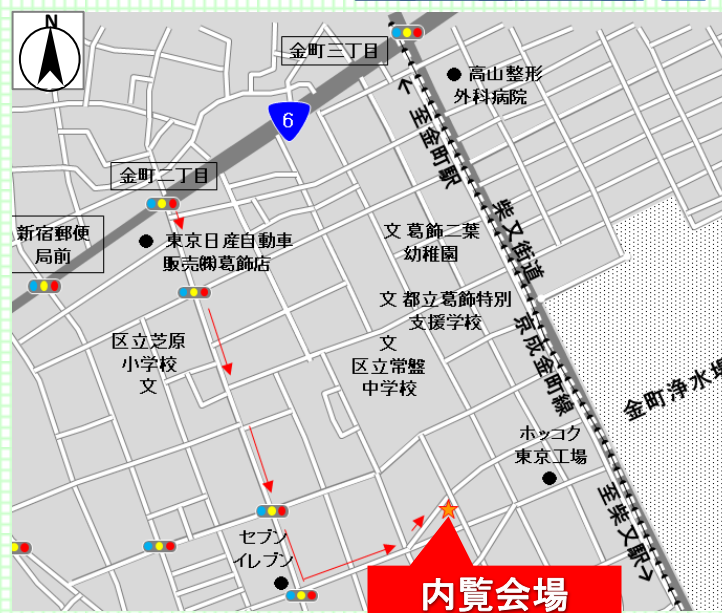 N
金町三丁目
高山整形
外科病院
6
至金町駅
金町二丁目
新宿郵便
局前
東京日産自動車
販売㈱葛飾店
文 葛飾二葉
幼稚園
柴又街道
文 都立葛飾特別
支援学校
京成金町線
区立芝原
小学校
文
文
区立常盤
中学校
金町浄水場
ホッコク
東京工場
至柴又駅
セブン
イレブン
内覧会場